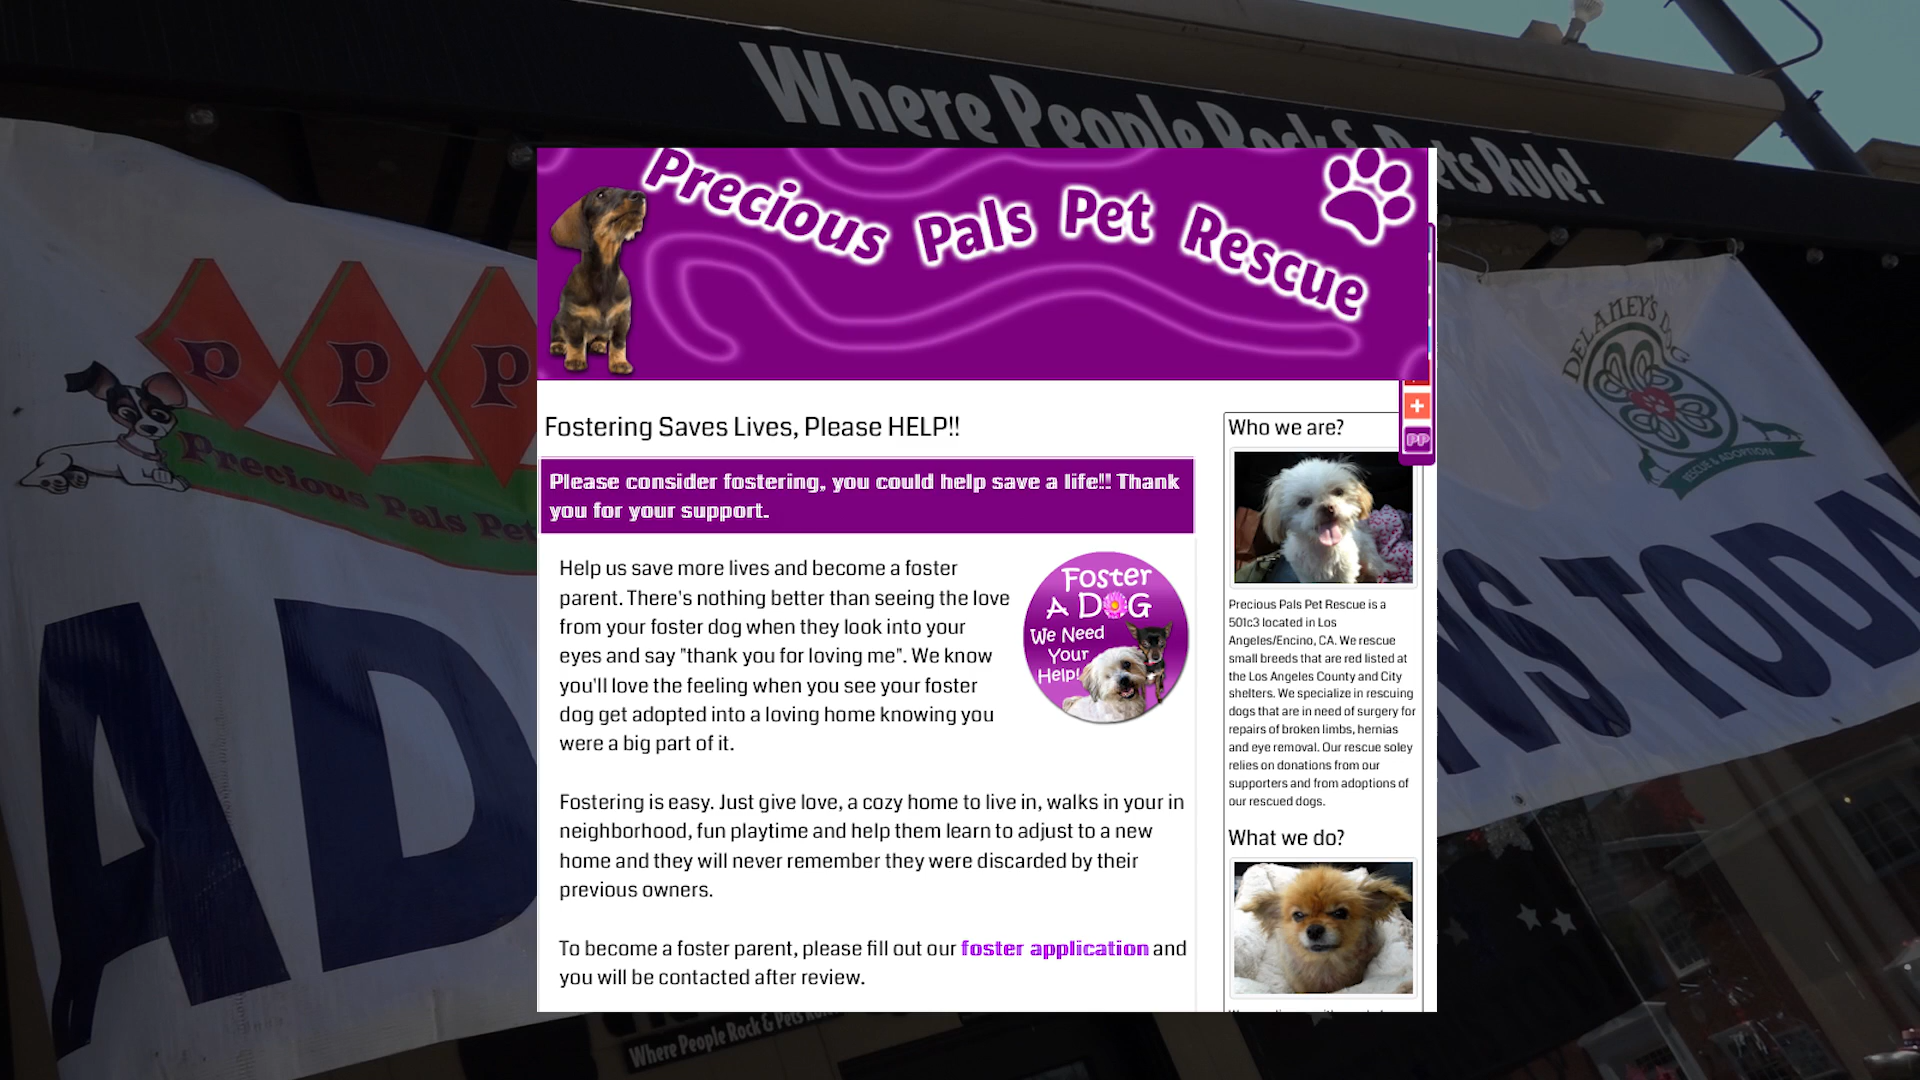 Where People Rock & Pets Rule!
Precious Pals Pet Rescue
P P P
Precious Pals Pet
DELANEY'S DOG
RESCUE & ADOPTION
AD
NS TODA
Fostering Saves Lives, Please HELP!!
Please consider fostering, you could help save a life!! Thank
you for your support.
Help us save more lives and become a foster
parent. There's nothing better than seeing the love
from your foster dog when they look into your
eyes and say "thank you for loving me". We know
you'll love the feeling when you see your foster
dog get adopted into a loving home knowing you
were a big part of it.
Foster
A DOG
We Need
Your
Help!
Fostering is easy. Just give love, a cozy home to live in, walks in your in
neighborhood, fun playtime and help them learn to adjust to a new
home and they will never remember they were discarded by their
previous owners.
To become a foster parent, please fill out our foster application and
you will be contacted after review.
PP
Who we are?
Precious Pals Pet Rescue is a
501c3 located in Los
Angeles/Encino, CA. We rescue
small breeds that are red listed at
the Los Angeles County and City
shelters. We specialize in rescuing
dogs that are in need of surgery for
repairs of broken limbs, hernias
and eye removal. Our rescue soley
relies on donations from our
supporters and from adoptions of
our rescued dogs.
What we do?
Where People Rock & Pets